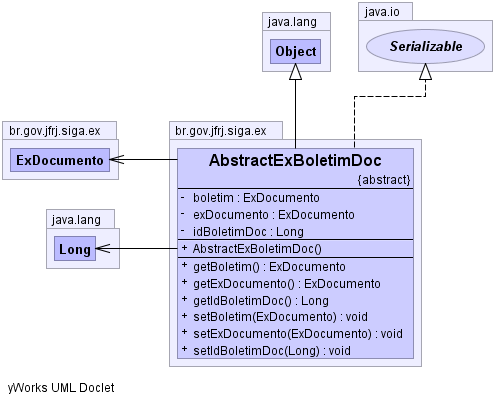 java.lang
Object
java.io
Serializable
br.gov.jfrj.siga.ex
ExDocumento
java.lang
Long
br.gov.jfrj.siga.ex
AbstractExBoletimDoc
{abstract}
- boletim : ExDocumento
- exDocumento : ExDocumento
- idBoletimDoc : Long
+ AbstractExBoletimDoc()
+ getBoletim() : ExDocumento
+ getExDocumento() : ExDocumento
+ getIdBoletimDoc() : Long
+ setBoletim(ExDocumento) : void
+ setExDocumento(ExDocumento) : void
+ setIdBoletimDoc(Long) : void
yWorks UML Doclet